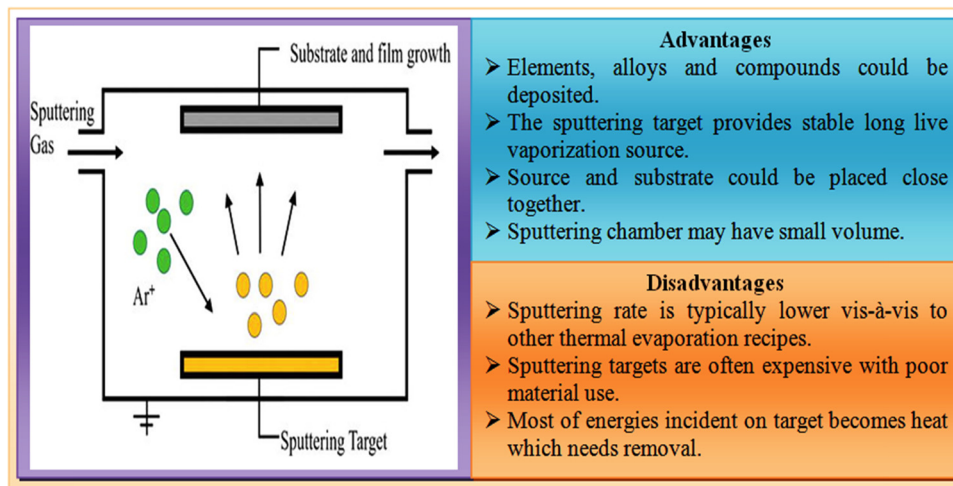 Substrate and film growth
Sputtering
Gas
Ar+
Sputtering Target
Advantages
➤ Elements, alloys and compounds could be
deposited.
➤ The sputtering target provides stable long live
vaporization source.
➤ Source and substrate could be placed close
together.
➤ Sputtering chamber may have small volume.
Disadvantages
➤ Sputtering rate is typically lower vis-à-vis to
other thermal evaporation recipes.
➤ Sputtering targets are often expensive with poor
material use.
➤ Most of energies incident on target becomes heat
which needs removal.